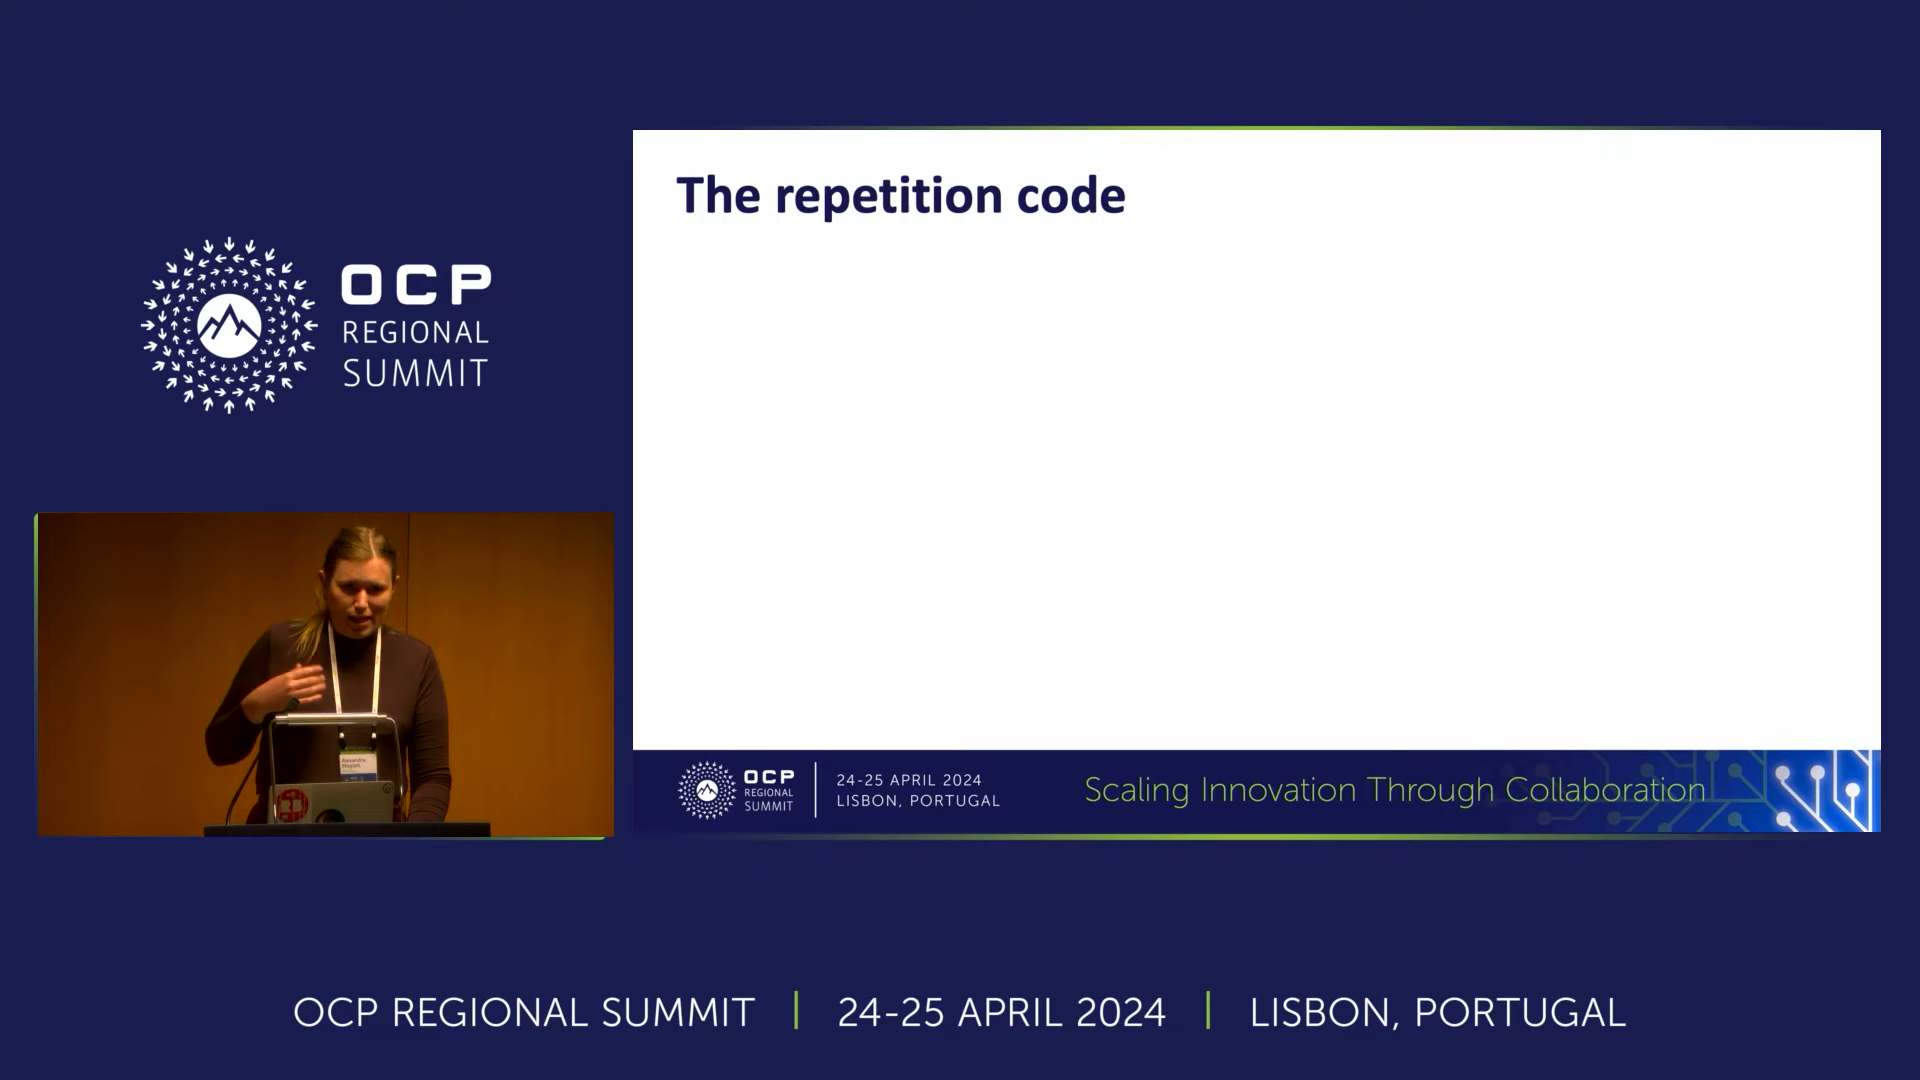 OCP
REGIONAL
SUMMIT
The repetition code
Alexandra
OCP
REGIONAL
SUMMIT
24-25 APRIL 2024
LISBON, PORTUGAL
Scaling Innovation Through Collaboration
OCP REGIONAL SUMMIT | 24-25 APRIL 2024 | LISBON, PORTUGAL